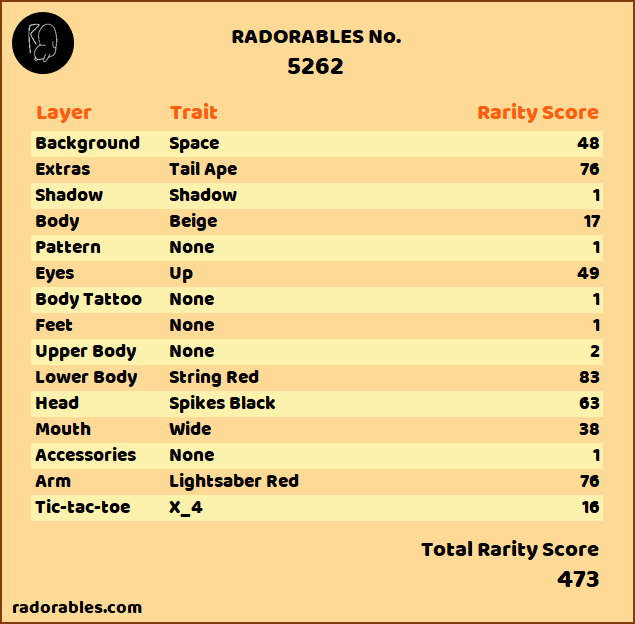 RADORABLES No.
5262
Layer Trait Rarity Score
Background Space 48
Extras Tail Ape 76
Shadow Shadow 1
Body Beige 17
Pattern None 1
Eyes Up 49
Body Tattoo None 1
Feet None 1
Upper Body None 2
Lower Body String Red 83
Head Spikes Black 63
Mouth Wide 38
Accessories None 1
Arm Lightsaber Red 76
Tic-tac-toe X_4 16
Total Rarity Score
473
radorables.com